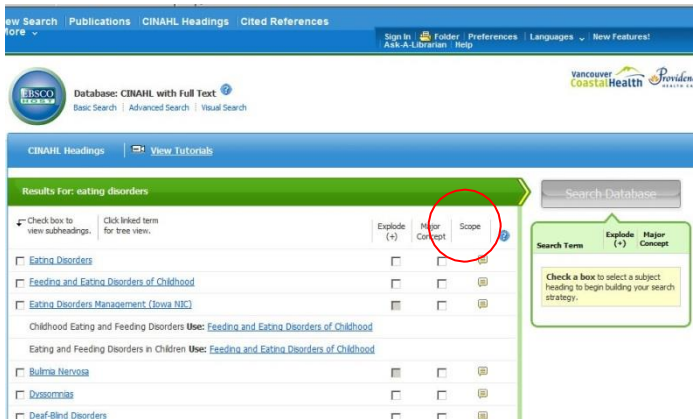 ew Search Publications CINAHL Headings Cited References
More
Sign In Folder Preferences Languages New Features!
Ask-A-Librarian Help
EBSCO
HOST
Database: CINAHL with Full Text
Basic Search Advanced Search Visual Search
Vancouver
CoastalHealth
Providen
HEALTH CA
CINAHL Headings View Tutorials
Results For: eating disorders
Search Database
Check box to view subheadings.
Click linked term for tree view.
Explode (+)
Major Concept
Scope
Search Term
Explode (+)
Major Concept
Eating Disorders
Feeding and Eating Disorders of Childhood
Eating Disorders Management (Iowa NIC)
Childhood Eating and Feeding Disorders Use: Feeding and Eating Disorders of Childhood
Eating and Feeding Disorders in Children Use: Feeding and Eating Disorders of Childhood
Bulimia Nervosa
Dyssomnias
Deaf-Blind Disorders
Check a box to select a subject
heading to begin building your search
strategy.